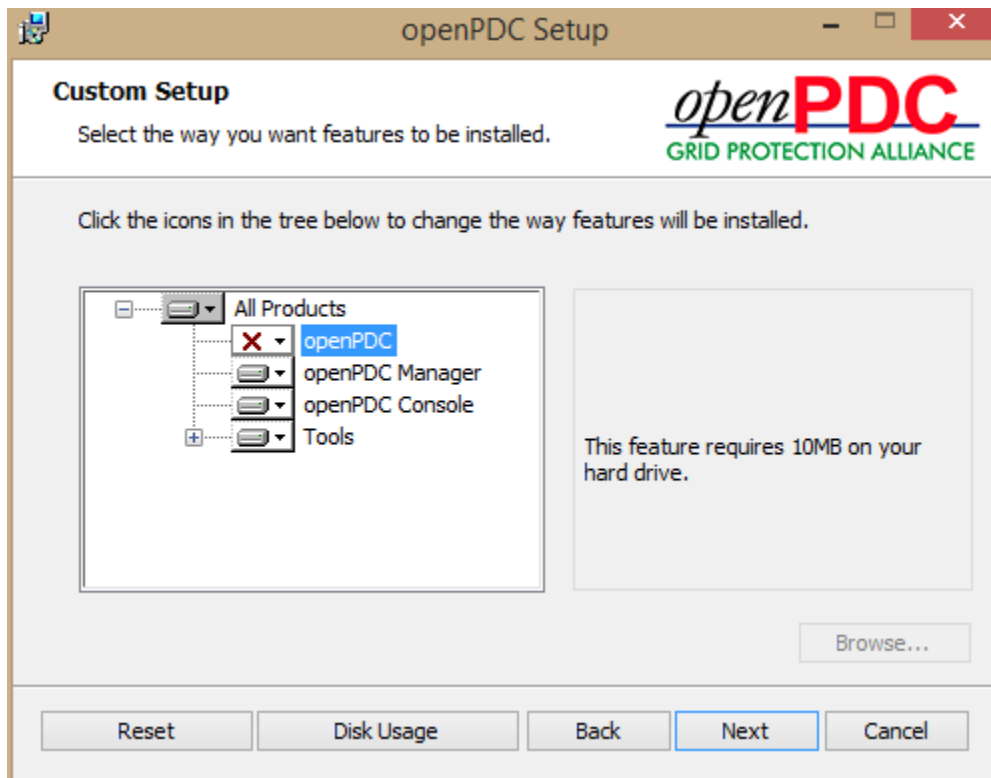 openPDC Setup
Custom Setup
Select the way you want features to be installed.
openPDC
GRID PROTECTION ALLIANCE
Click the icons in the tree below to change the way features will be installed.
All Products
openPDC
openPDC Manager
openPDC Console
Tools
This feature requires 10MB on your
hard drive.
Browse...
Reset
Disk Usage
Back
Next
Cancel